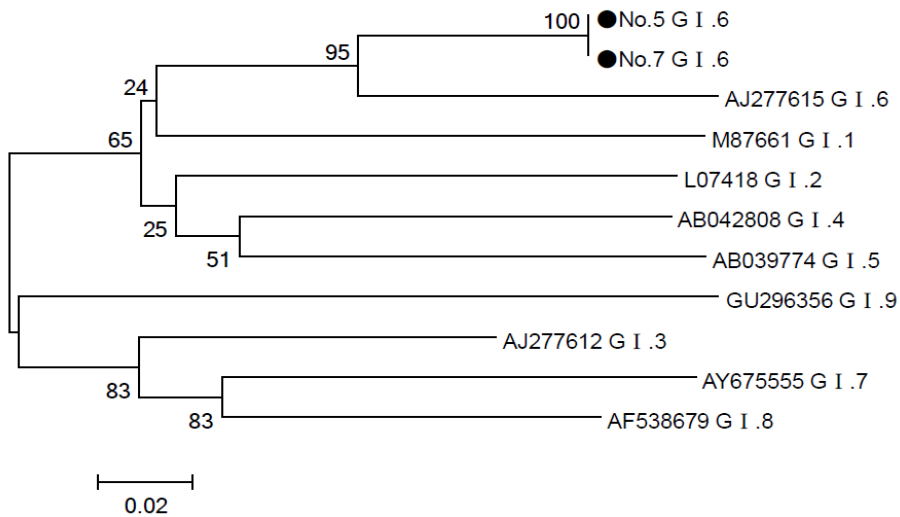 100
●No.5 G I .6
95
●No.7 G I .6
24
AJ277615 G I .6
65
M87661 G I .1
L07418 G I .2
25
AB042808 G I .4
51
AB039774 G I .5
GU296356 G I .9
AJ277612 G I .3
83
AY675555 G I .7
83
AF538679 G I .8
0.02